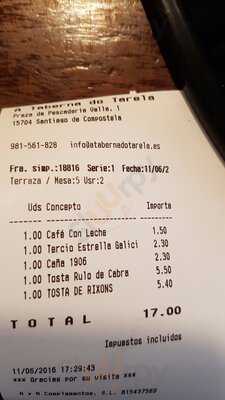 A Taberna do Tarela
Praza de Pescaderia Vella, 1
15704 Santiago de Compostela
981-561-828 info@atabernadotarela.es
Fra. simp.:18816 Serie:1 Fecha:11/06/2
Terraza / Mesa:5 Usr:2
Uds Concepto Importe
1.00 Café Con Leche 1.50
1.00 Tercio Estrella Galici 2.30
1.00 Caña 1906 2.30
1.00 Tosta Rulo de Cabra 5.50
1.00 TOSTA DE RIXONS 5.40
TOTAL 17.00
Impuestos incluidos
11/06/2016 17:29:43
*** Gracias por su visita ***
Complementos, S.L.